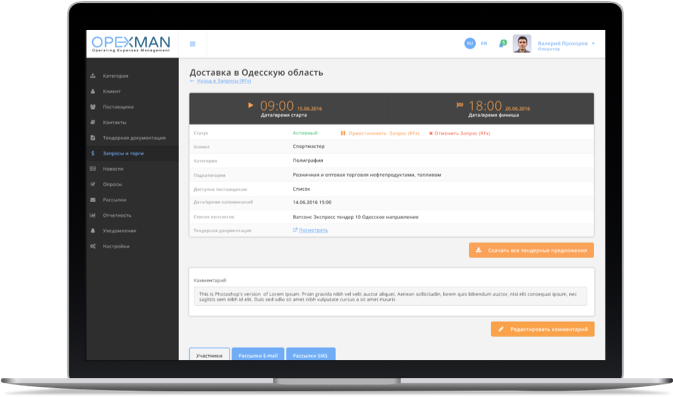 OPEXMAN
Operating Expenses Management
RU EN
Валерий Прохоров
Категория
Клиент
Поставщики
Контакты
Тендерная документация
Запросы и торги
Новости
Опросы
Рассылки
Отчетность
Уведомления
Настройки
Доставка в Одесскую область
← Назад в Запросы (RFx)
09:00 15.06.2016
Дата/время старта
18:00 20.06.2016
Дата/время финиша
Статус Активный Приостановить Запрос (RFx) Отменить Запрос (RFx)
Клиент Спортмастер
Категория Полиграфия
Подкатегория Розничная и оптовая торговля нефтепродуктами, топливом
Доступно поставщикам Список
Дата/время напоминаний 14.06.2016 15:00
Список контактов Ватсонс Экспресс тендер 10 Одесское направление
Тендерная документация Посмотреть
Скачать все тендерные предложения
Комментарий
This is Photoshop's version of Lorem Ipsum. Proin gravida nibh vel velit auctor aliquet. Aenean sollicitudin, lorem quis bibendum auctor, nisi elit consequat ipsum, nec
sagittis sem nibh id elit. Duis sed odio sit amet nibh vulputate cursus a sit amet mauris
Редактировать комментарий
Участники Рассылки E-mail Рассылки SMS